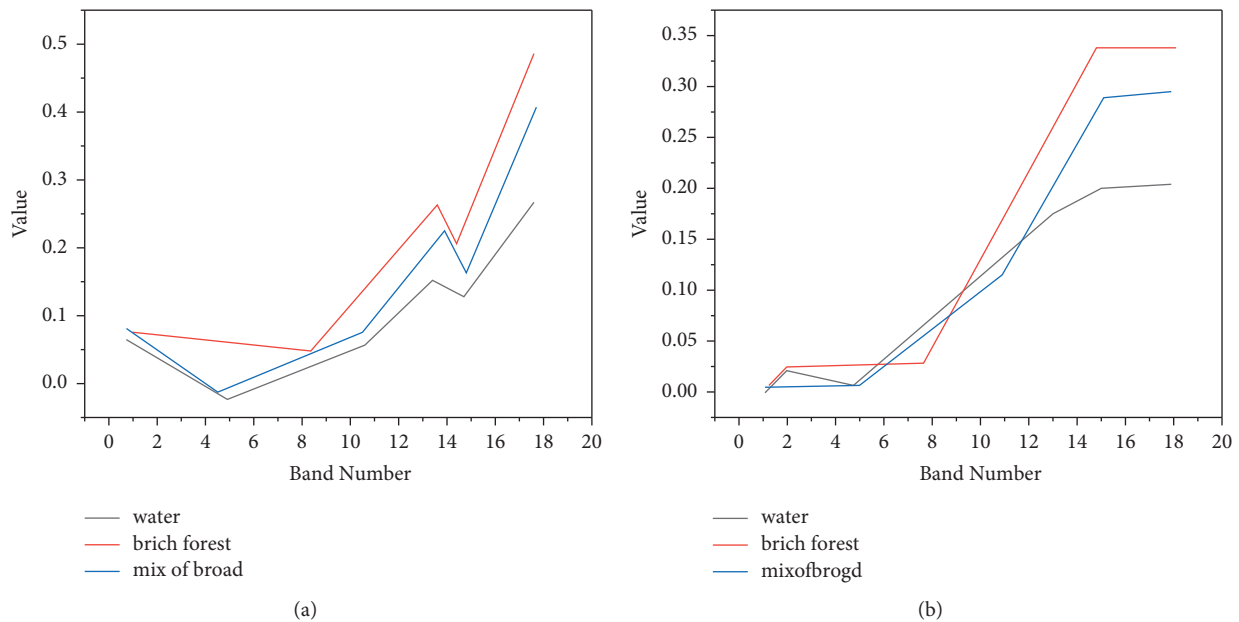 0.5
0.4
0.3
0.2
0.1
0.0
Value
0 2 4 6 8 10 12 14 16 18 20
Band Number
water
brich forest
mix of broad
(a)
0.35
0.30
0.25
0.20
0.15
0.10
0.05
0.00
Value
0 2 4 6 8 10 12 14 16 18 20
Band Number
water
brich forest
mixofbrogd
(b)